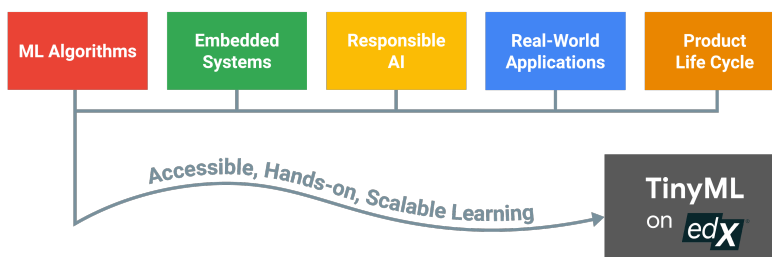 ML Algorithms
Embedded
Systems
Responsible
AI
Real-World
Applications
Product
Life Cycle
Accessible, Hands-on, Scalable Learning
TinyML
on edX